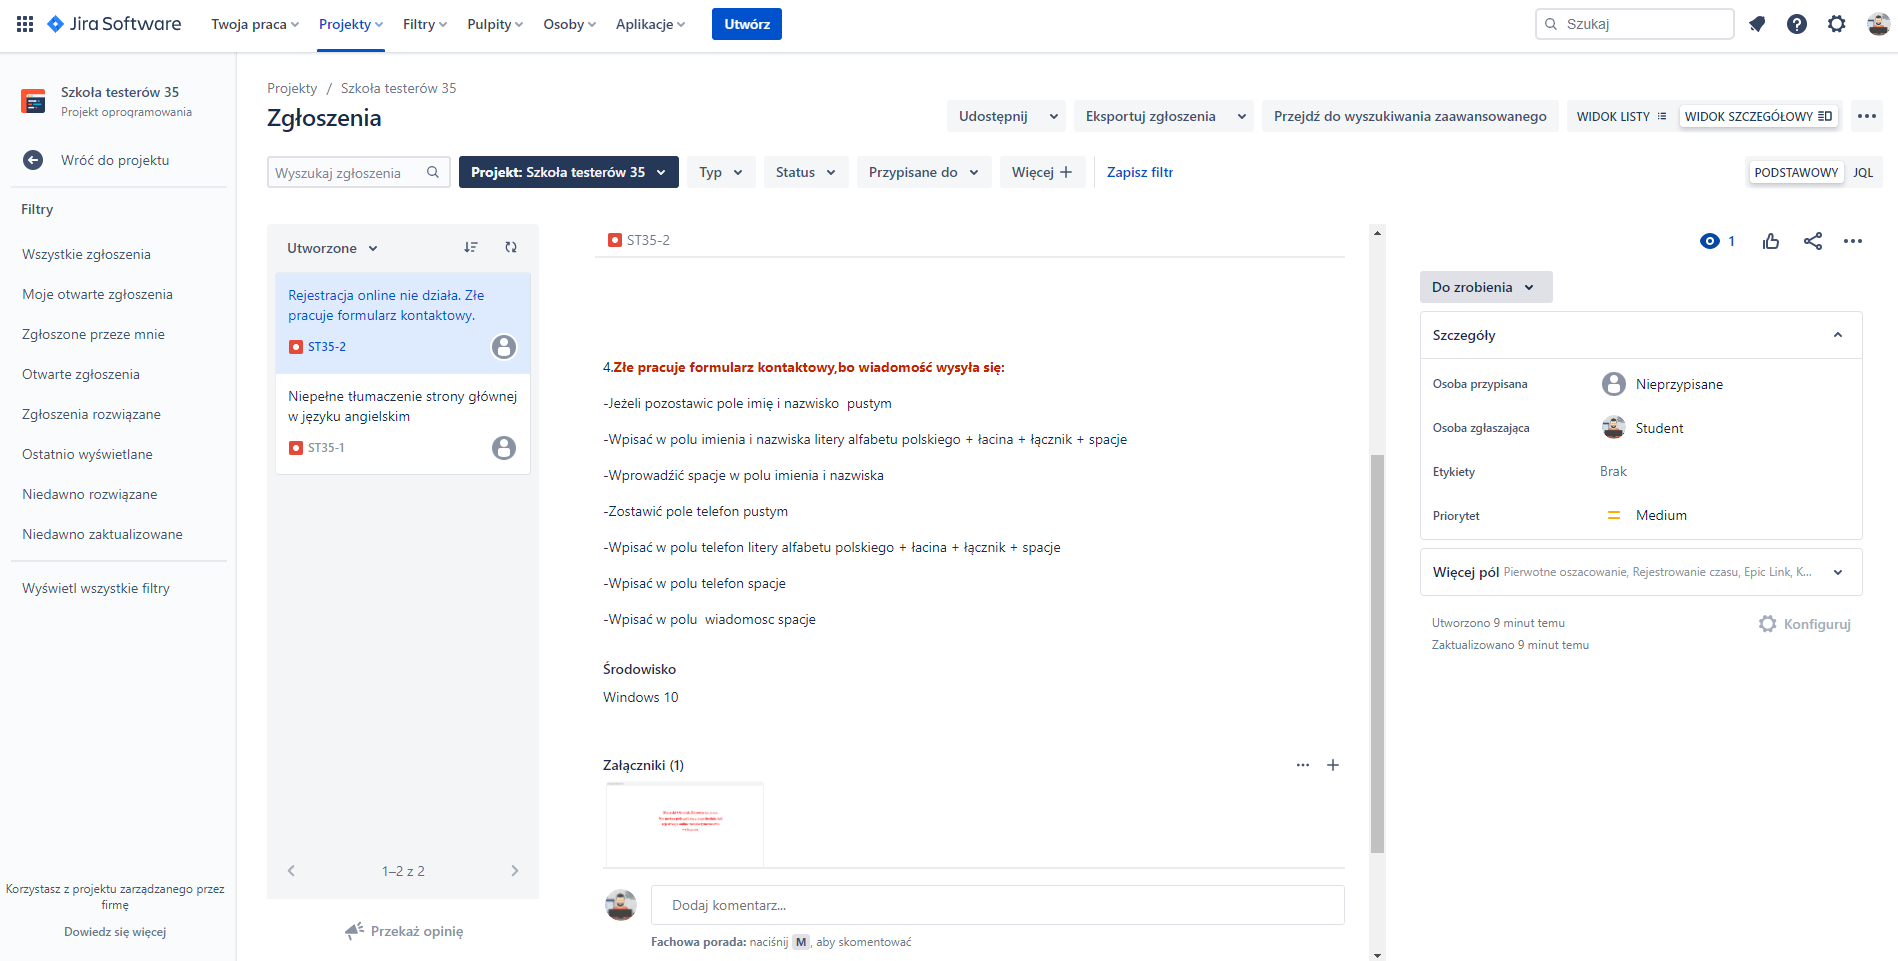 Jira Software
Twoja praca
Projekty
Filtry
Pulpity
Osoby
Aplikacje
Utwórz
Szukaj
Szkoła testerów 35
Projekt oprogramowania
Wróć do projektu
Filtry
Wszystkie zgłoszenia
Moje otwarte zgłoszenia
Zgłoszone przeze mnie
Otwarte zgłoszenia
Zgłoszenia rozwiązane
Ostatnio wyświetlane
Niedawno rozwiązane
Niedawno zaktualizowane
Wyświetl wszystkie filtry
Korzystasz z projektu zarządzanego przez
firmę
Dowiedz się więcej
Projekty / Szkoła testerów 35
Zgłoszenia
Udostępnij
Eksportuj zgłoszenia
Przejdź do wyszukiwania zaawansowanego
WIDOK LISTY
WIDOK SZCZEGÓŁOWY
Wyszukaj zgłoszenia
Projekt: Szkoła testerów 35
Typ
Status
Przypisane do
Więcej
Zapisz filtr
PODSTAWOWY
JQL
Utworzone
Rejestracja online nie działa. Złe
pracuje formularz kontaktowy.
ST35-2
Niepełne tłumaczenie strony głównej
w języku angielskim
ST35-1
1–2 z 2
Przekaż opinię
ST35-2
4.Złe pracuje formularz kontaktowy,bo wiadomość wysyła się:
-Jeżeli pozostawic pole imię i nazwisko pustym
-Wpisać w polu imienia i nazwiska litery alfabetu polskiego + łacina + łącznik + spacje
-Wprowadźić spacje w polu imienia i nazwiska
-Zostawić pole telefon pustym
-Wpisać w polu telefon litery alfabetu polskiego + łacina + łącznik + spacje
-Wpisać w polu telefon spacje
-Wpisać w polu wiadomosc spacje
Środowisko
Windows 10
Załączniki (1)
Dodaj komentarz...
Fachowa porada: naciśnij M, aby skomentować
1
Do zrobienia
Szczegóły
Osoba przypisana
Nieprzypisane
Osoba zgłaszająca
Student
Etykiety
Brak
Priorytet
Medium
Więcej pól Pierwotne oszacowanie, Rejestrowanie czasu, Epic Link, K...
Utworzono 9 minut temu
Zaktualizowano 9 minut temu
Konfiguruj